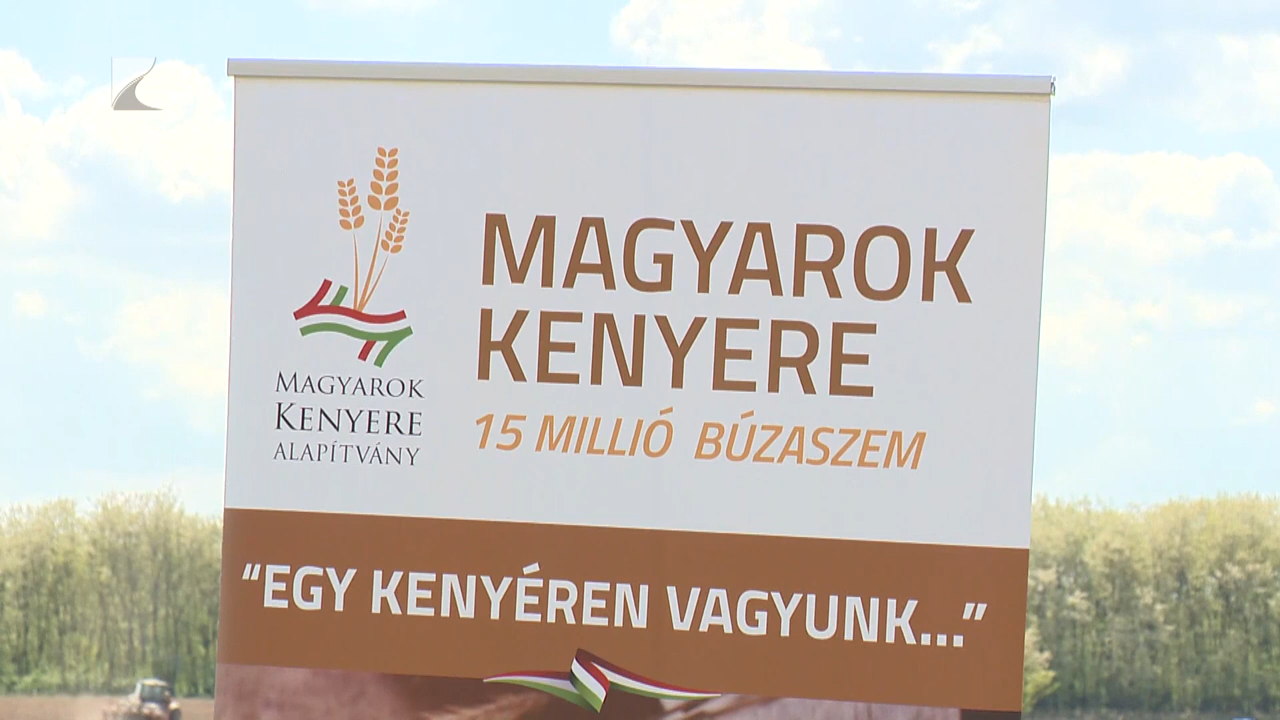 MAGYAROK
KENYERE
15 MILLIÓ BÚZASZEM
MAGYAROK
KENYERE
ALAPÍTVÁNY
“EGY KENYÉREN VAGYUNK...”